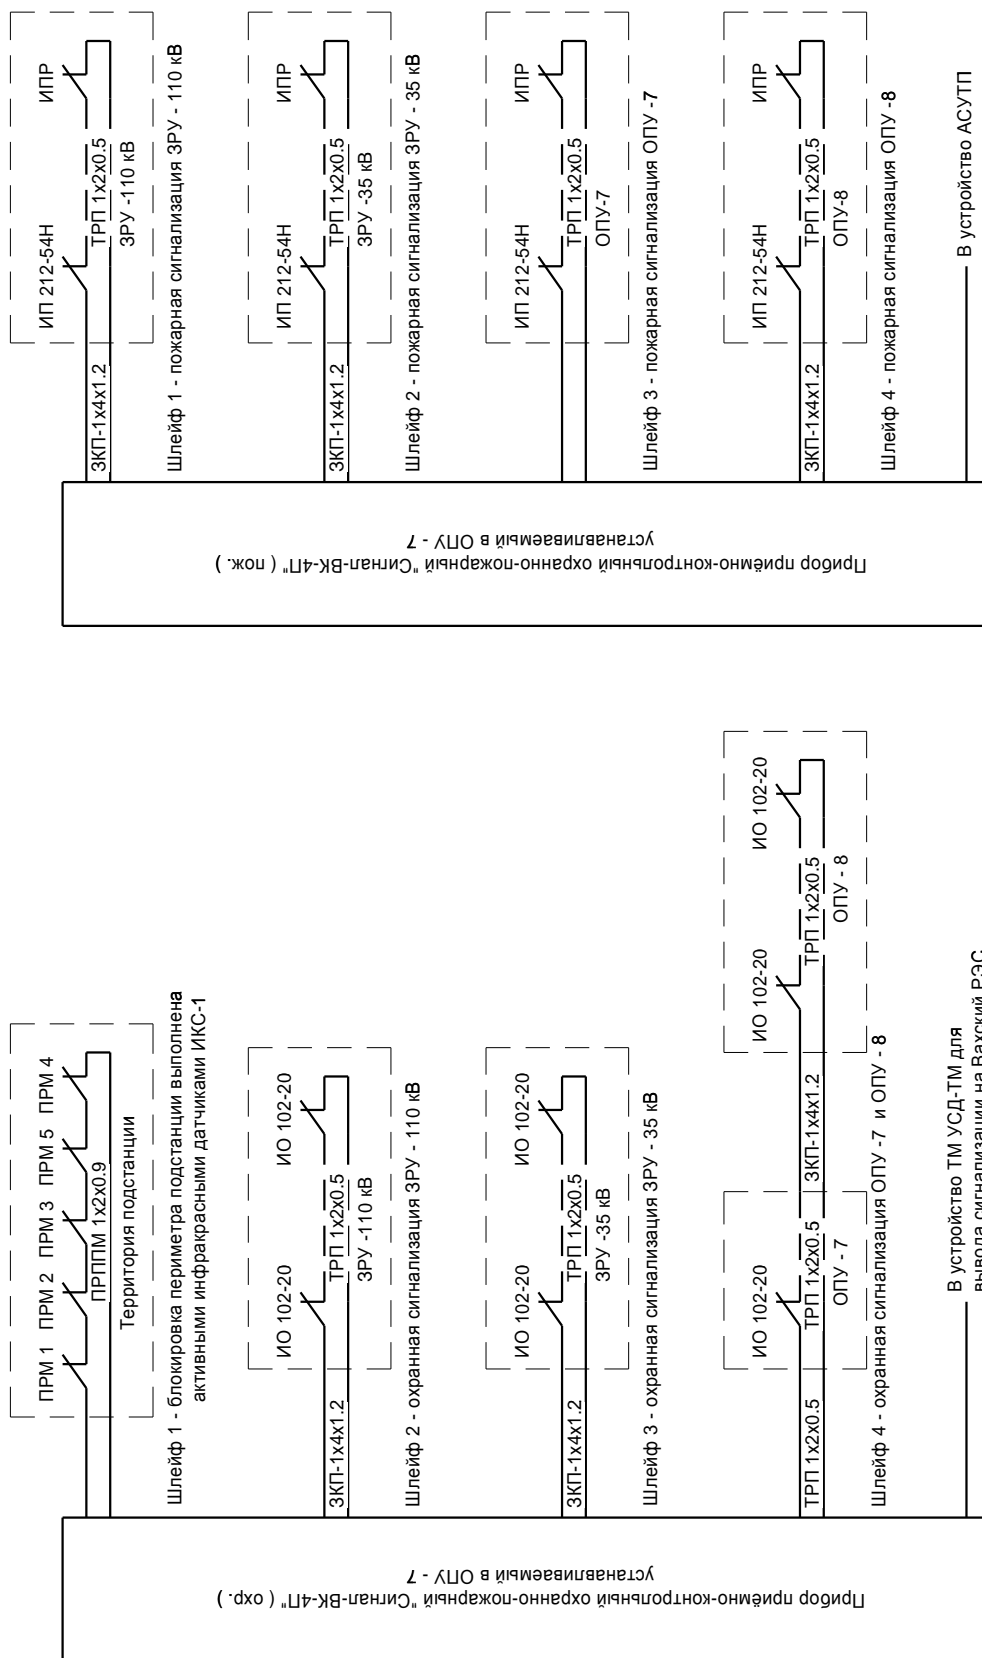 Прибор приёмно-контрольный охранно-пожарный "Сигнал-ВК-4П" ( охр. )
устанавливаемый в ОПУ - 7
ПРМ 1
ПРМ 2
ПРМ 3
ПРМ 5
ПРМ 4
ПРППМ 1х2х0.9
Территория подстанции
Шлейф 1 - блокировка периметра подстанции выполнена
активными инфракрасными датчиками ИКС-1
ИО 102-20
ИО 102-20
ЗКП-1х4х1.2
ТРП 1х2х0.5
ЗРУ -110 кВ
Шлейф 2 - охранная сигнализация ЗРУ - 110 кВ
ИО 102-20
ИО 102-20
ЗКП-1х4х1.2
ТРП 1х2х0.5
ЗРУ -35 кВ
Шлейф 3 - охранная сигнализация ЗРУ - 35 кВ
ИО 102-20
ИО 102-20
ИО 102-20
ТРП 1х2х0.5
ТРП 1х2х0.5
ЗКП-1х4х1.2
ТРП 1х2х0.5
ОПУ - 7
ОПУ - 8
Шлейф 4 - охранная сигнализация ОПУ -7 и ОПУ - 8
В устройство ТМ УСД-ТМ для
вывода сигнализации на Вахский РЭС
Прибор приёмно-контрольный охранно-пожарный "Сигнал-ВК-4П" ( пож. )
устанавливаемый в ОПУ - 7
ИП 212-54Н
ИПР
ЗКП-1х4х1.2
ТРП 1х2х0.5
ЗРУ -110 кВ
Шлейф 1 - пожарная сигнализация ЗРУ - 110 кВ
ИП 212-54Н
ИПР
ЗКП-1х4х1.2
ТРП 1х2х0.5
ЗРУ -35 кВ
Шлейф 2 - пожарная сигнализация ЗРУ - 35 кВ
ИП 212-54Н
ИПР
ТРП 1х2х0.5
ОПУ-7
Шлейф 3 - пожарная сигнализация ОПУ -7
ИП 212-54Н
ИПР
ЗКП-1х4х1.2
ТРП 1х2х0.5
ОПУ-8
Шлейф 4 - пожарная сигнализация ОПУ -8
В устройство АСУТП